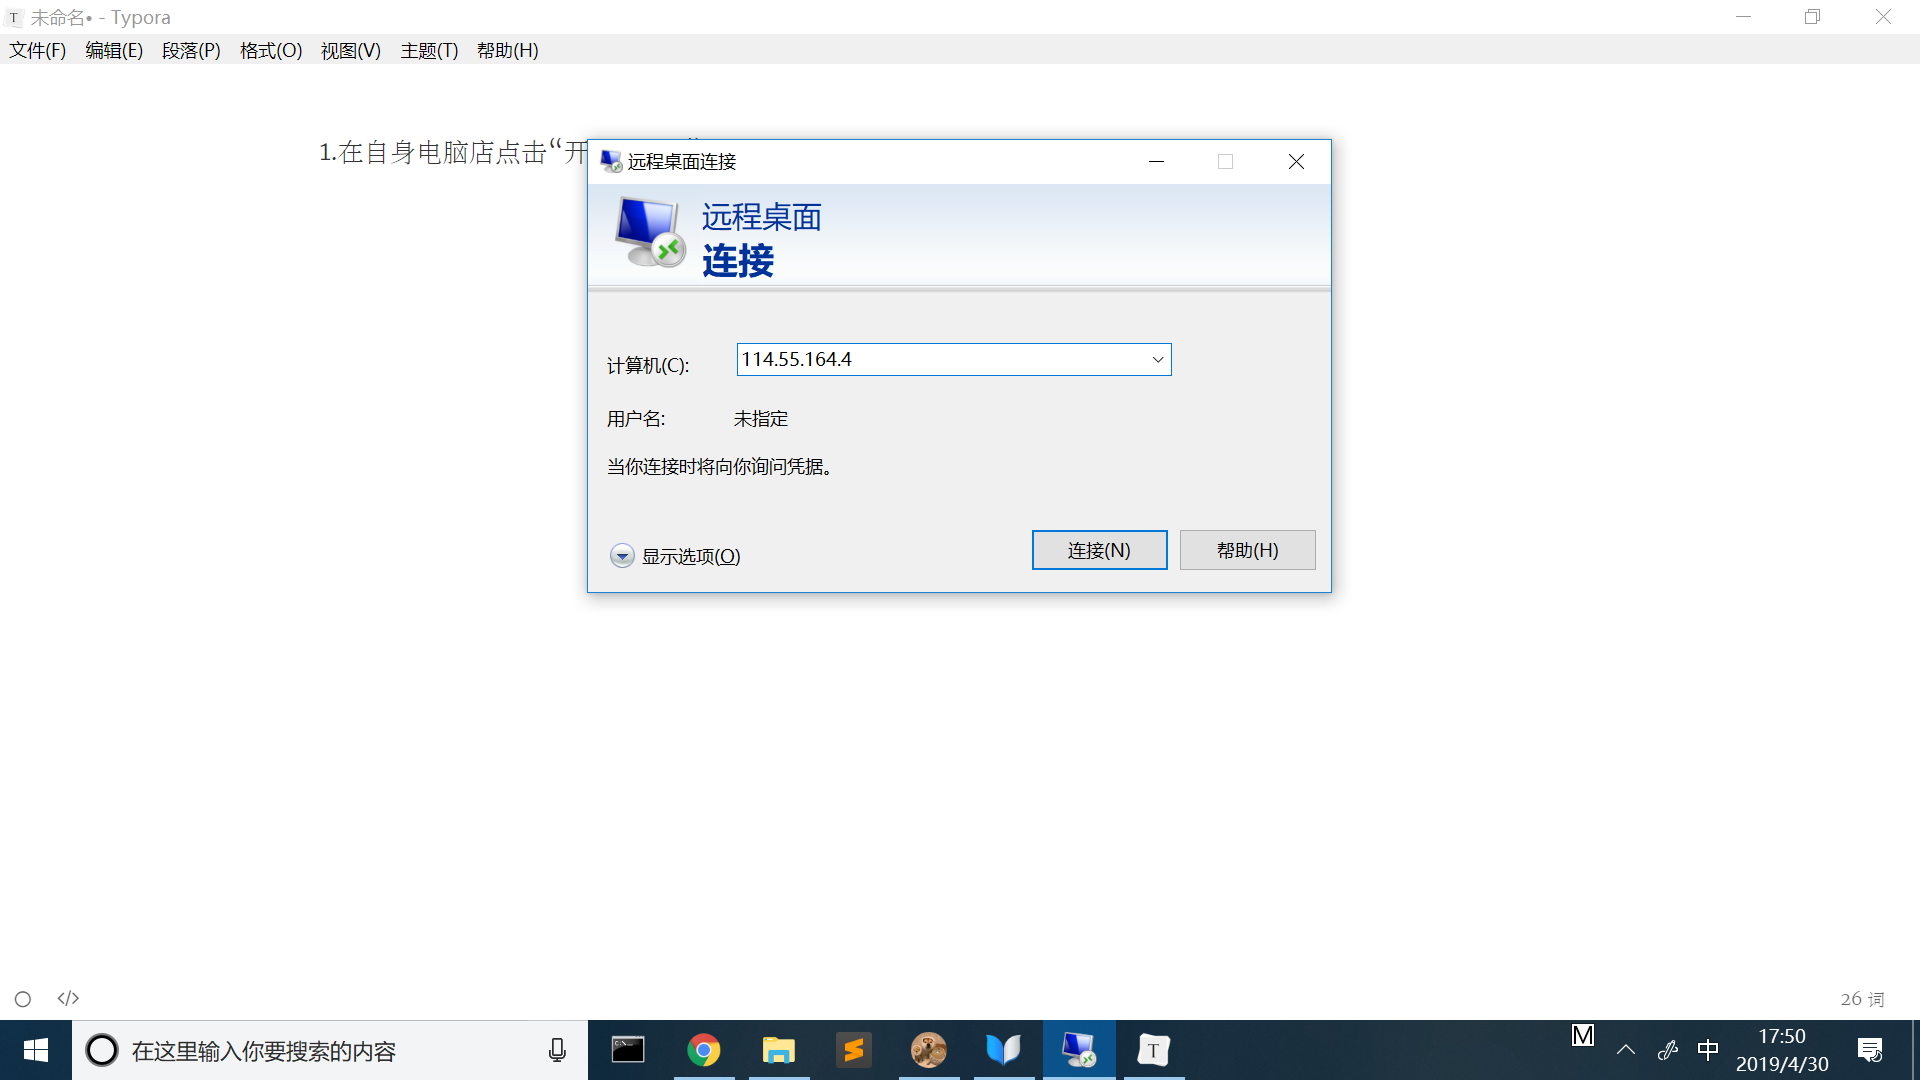 未命名• - Typora
文件(F) 编辑(E) 段落(P) 格式(O) 视图(V) 主题(T) 帮助(H)
1.在自身电脑店点击“开
远程桌面连接
远程桌面
连接
计算机(C): 114.55.164.4
用户名: 未指定
当你连接时将向你询问凭据。
显示选项(O) 连接(N) 帮助(H)
</> 26 词
在这里输入你要搜索的内容
T
M
中
17:50
2019/4/30